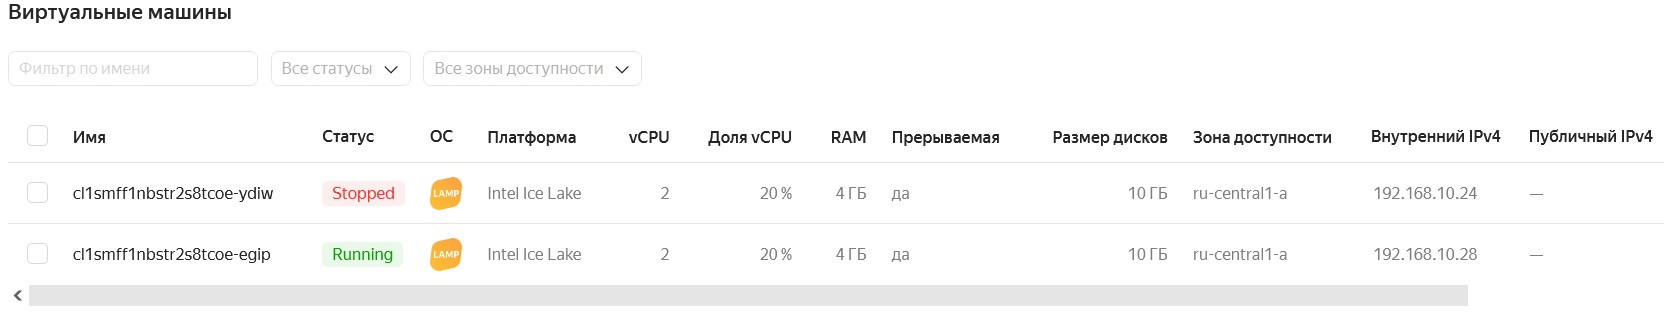 Виртуальные машины
Фильтр по имени Все статусы Все зоны доступности
Имя Статус ОС Платформа vCPU Доля vCPU RAM Прерываемая Размер дисков Зона доступности Внутренний IPv4 Публичный IPv4
cl1smff1nbstr2s8tcoe-ydiw Stopped LAMP Intel Ice Lake 2 20 % 4 ГБ да 10 ГБ ru-central1-a 192.168.10.24 —
cl1smff1nbstr2s8tcoe-egip Running LAMP Intel Ice Lake 2 20 % 4 ГБ да 10 ГБ ru-central1-a 192.168.10.28 —